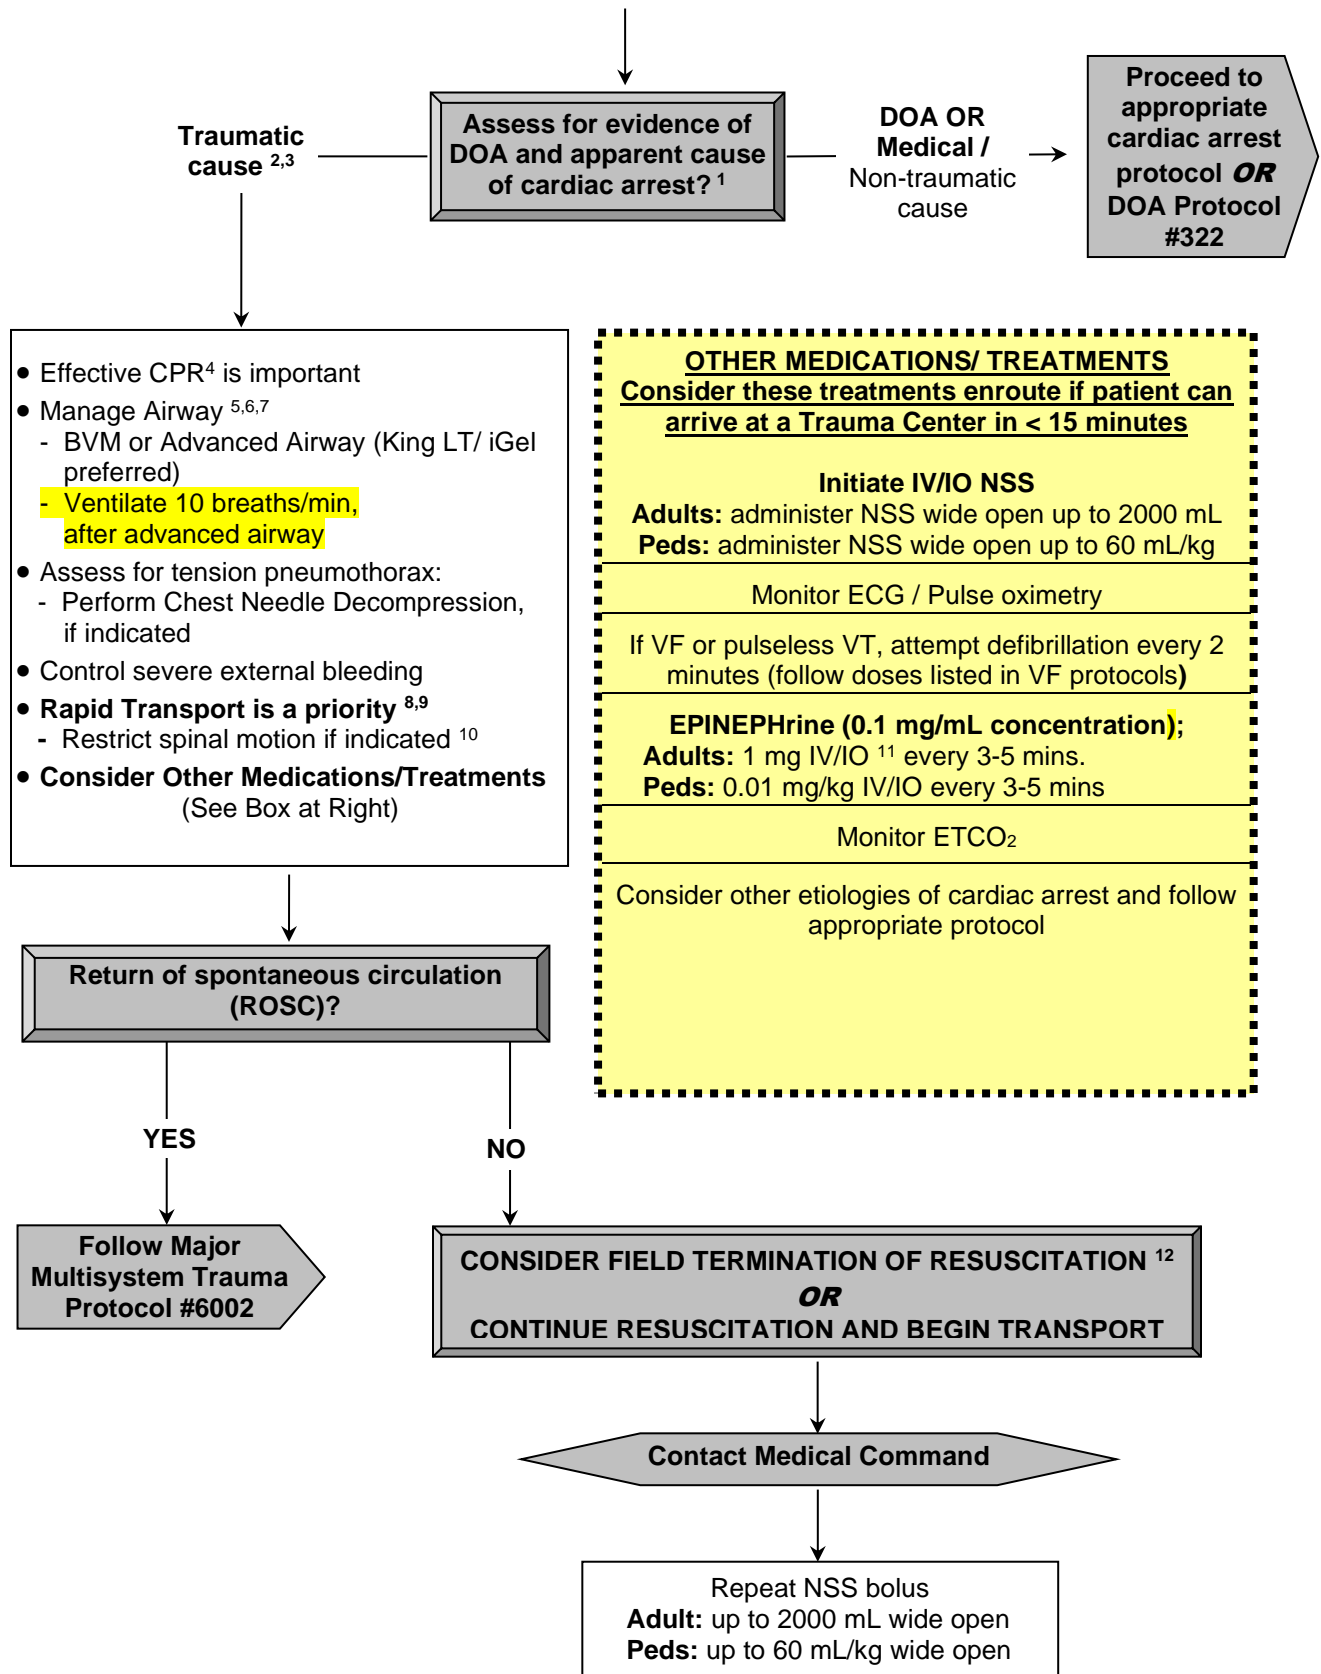 Assess for evidence of
DOA and apparent cause
of cardiac arrest? 1
Traumatic
cause 2,3
DOA OR
Medical /
Non-traumatic
cause
Proceed to
appropriate
cardiac arrest
protocol OR
DOA Protocol
#322
• Effective CPR4 is important
• Manage Airway 5,6,7
- BVM or Advanced Airway (King LT/ iGel
preferred)
- Ventilate 10 breaths/min,
after advanced airway
• Assess for tension pneumothorax:
- Perform Chest Needle Decompression,
if indicated
• Control severe external bleeding
• Rapid Transport is a priority 8,9
- Restrict spinal motion if indicated 10
• Consider Other Medications/Treatments
(See Box at Right)
OTHER MEDICATIONS/ TREATMENTS
Consider these treatments enroute if patient can
arrive at a Trauma Center in < 15 minutes
Initiate IV/IO NSS
Adults: administer NSS wide open up to 2000 mL
Peds: administer NSS wide open up to 60 mL/kg
Monitor ECG / Pulse oximetry
If VF or pulseless VT, attempt defibrillation every 2
minutes (follow doses listed in VF protocols)
EPINEPHrine (0.1 mg/mL concentration);
Adults: 1 mg IV/IO 11 every 3-5 mins.
Peds: 0.01 mg/kg IV/IO every 3-5 mins
Monitor ETCO2
Consider other etiologies of cardiac arrest and follow
appropriate protocol
Return of spontaneous circulation
(ROSC)?
YES
NO
Follow Major
Multisystem Trauma
Protocol #6002
CONSIDER FIELD TERMINATION OF RESUSCITATION 12
OR
CONTINUE RESUSCITATION AND BEGIN TRANSPORT
Contact Medical Command
Repeat NSS bolus
Adult: up to 2000 mL wide open
Peds: up to 60 mL/kg wide open